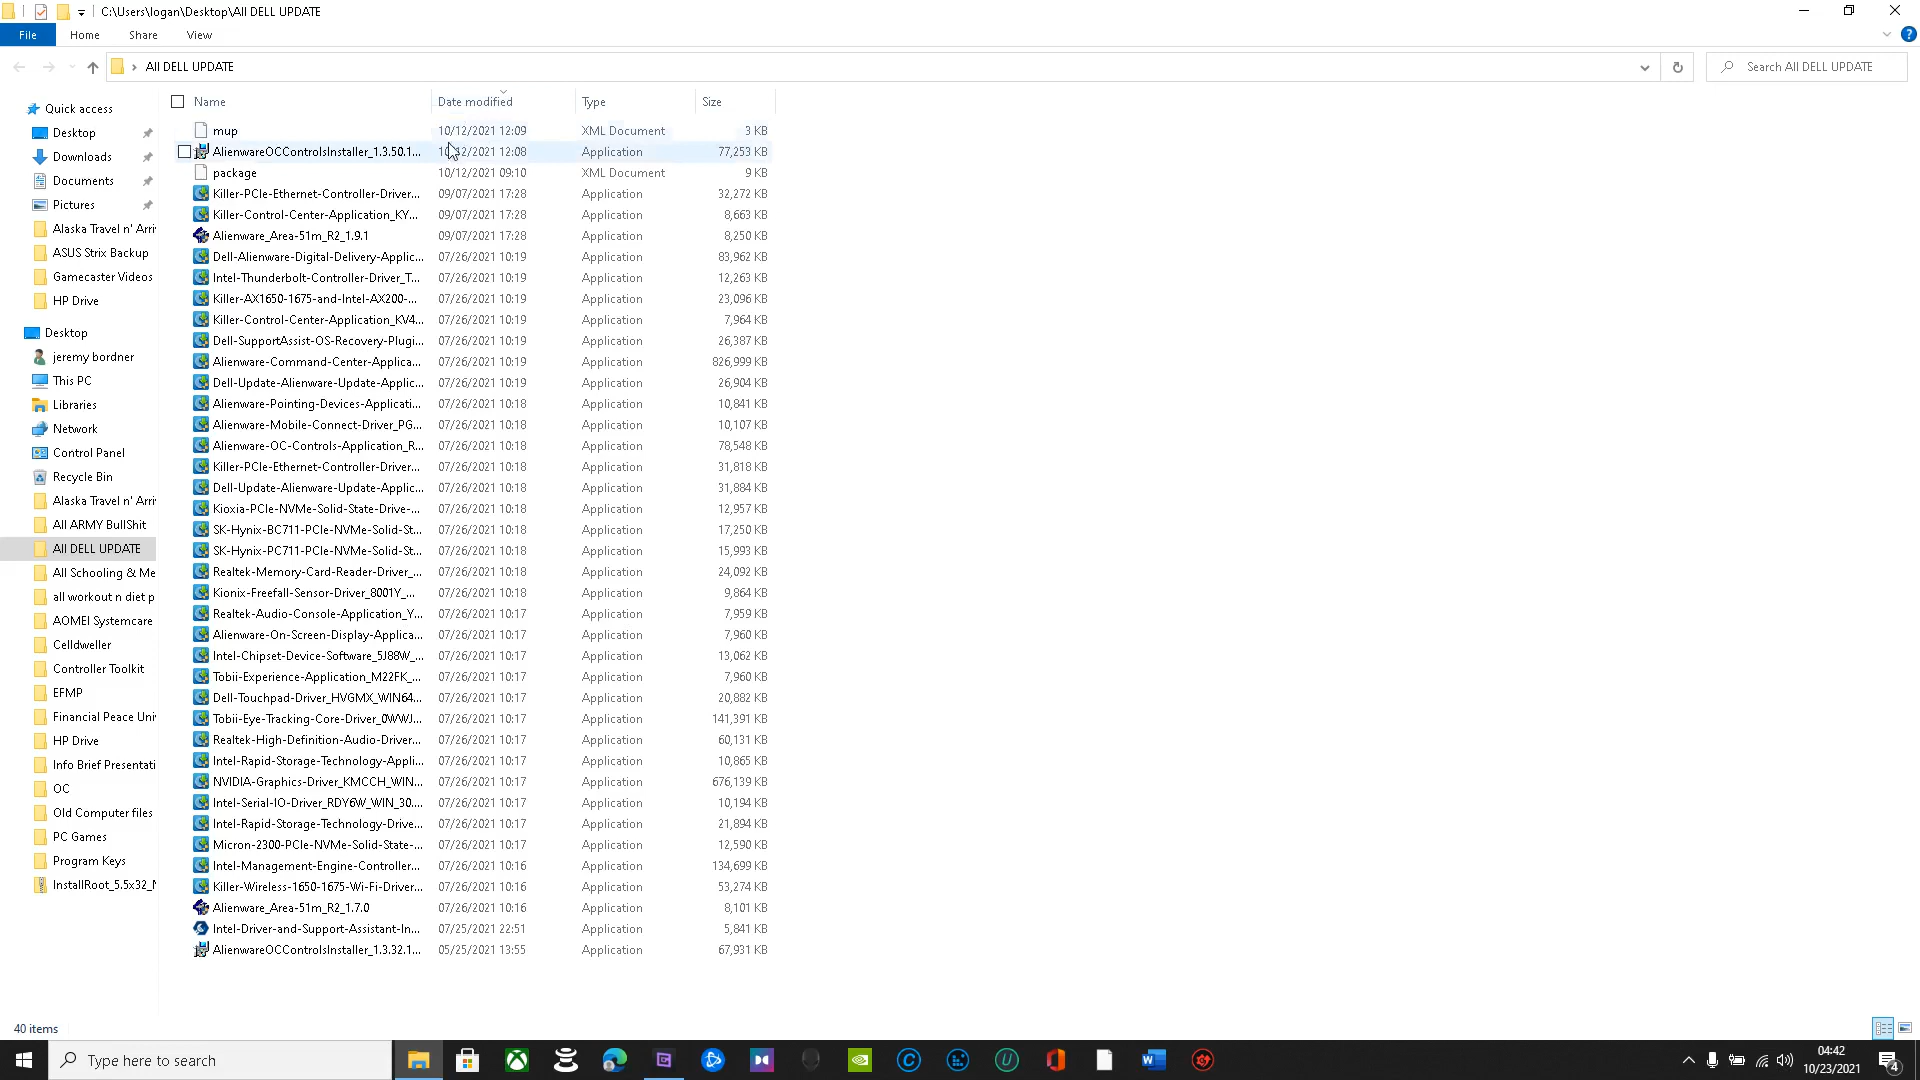 C:\Users\logan\Desktop\All DELL UPDATE
File Home Share View
All DELL UPDATE
Search All DELL UPDATE
Quick access
Desktop
Downloads
Documents
Pictures
Alaska Travel n' Arri
ASUS Strix Backup
Gamecaster Videos
HP Drive
Desktop
jeremy bordner
This PC
Libraries
Network
Control Panel
Recycle Bin
Alaska Travel n' Arri
All ARMY BullShit
All DELL UPDATE
All Schooling & Me
all workout n diet p
AOMEI Systemcare
Celldweller
Controller Toolkit
EFMP
Financial Peace Uni
HP Drive
Info Brief Presentati
OC
Old Computer files
PC Games
Program Keys
InstallRoot_5.5x32_N
Name Date modified Type Size
mup 10/12/2021 12:09 XML Document 3 KB
AlienwareOCControlsInstaller_1.3.50.1... 10/12/2021 12:08 Application 77,253 KB
package 10/12/2021 09:10 XML Document 9 KB
Killer-PCIe-Ethernet-Controller-Driver... 09/07/2021 17:28 Application 32,272 KB
Killer-Control-Center-Application_KY... 09/07/2021 17:28 Application 8,663 KB
Alienware_Area-51m_R2_1.9.1 09/07/2021 17:28 Application 8,250 KB
Dell-Alienware-Digital-Delivery-Applic... 07/26/2021 10:19 Application 83,962 KB
Intel-Thunderbolt-Controller-Driver_T... 07/26/2021 10:19 Application 12,263 KB
Killer-AX1650-1675-and-Intel-AX200-... 07/26/2021 10:19 Application 23,096 KB
Killer-Control-Center-Application_KV4... 07/26/2021 10:19 Application 7,964 KB
Dell-SupportAssist-OS-Recovery-Plugi... 07/26/2021 10:19 Application 26,387 KB
Alienware-Command-Center-Applica... 07/26/2021 10:19 Application 826,999 KB
Dell-Update-Alienware-Update-Applic... 07/26/2021 10:19 Application 26,904 KB
Alienware-Pointing-Devices-Applicati... 07/26/2021 10:18 Application 10,841 KB
Alienware-Mobile-Connect-Driver_PG... 07/26/2021 10:18 Application 10,107 KB
Alienware-OC-Controls-Application_R... 07/26/2021 10:18 Application 78,548 KB
Killer-PCIe-Ethernet-Controller-Driver... 07/26/2021 10:18 Application 31,818 KB
Dell-Update-Alienware-Update-Applic... 07/26/2021 10:18 Application 31,884 KB
Kioxia-PCIe-NVMe-Solid-State-Drive-... 07/26/2021 10:18 Application 12,957 KB
SK-Hynix-BC711-PCIe-NVMe-Solid-St... 07/26/2021 10:18 Application 17,250 KB
SK-Hynix-PC711-PCIe-NVMe-Solid-St... 07/26/2021 10:18 Application 15,993 KB
Realtek-Memory-Card-Reader-Driver_... 07/26/2021 10:18 Application 24,092 KB
Kionix-Freefall-Sensor-Driver_8001Y_... 07/26/2021 10:18 Application 9,864 KB
Realtek-Audio-Console-Application_Y... 07/26/2021 10:17 Application 7,959 KB
Alienware-On-Screen-Display-Applica... 07/26/2021 10:17 Application 7,960 KB
Intel-Chipset-Device-Software_5J88W_... 07/26/2021 10:17 Application 13,062 KB
Tobii-Experience-Application_M22FK_... 07/26/2021 10:17 Application 7,960 KB
Dell-Touchpad-Driver_HVGMX_WIN64... 07/26/2021 10:17 Application 20,882 KB
Tobii-Eye-Tracking-Core-Driver_0WWJ... 07/26/2021 10:17 Application 141,391 KB
Realtek-High-Definition-Audio-Driver... 07/26/2021 10:17 Application 60,131 KB
Intel-Rapid-Storage-Technology-Appli... 07/26/2021 10:17 Application 10,865 KB
NVIDIA-Graphics-Driver_KMCCH_WIN... 07/26/2021 10:17 Application 676,139 KB
Intel-Serial-IO-Driver_RDY6W_WIN_30.... 07/26/2021 10:17 Application 10,194 KB
Intel-Rapid-Storage-Technology-Drive... 07/26/2021 10:17 Application 21,894 KB
Micron-2300-PCIe-NVMe-Solid-State-... 07/26/2021 10:17 Application 12,590 KB
Intel-Management-Engine-Controller... 07/26/2021 10:16 Application 134,699 KB
Killer-Wireless-1650-1675-Wi-Fi-Driver... 07/26/2021 10:16 Application 53,274 KB
Alienware_Area-51m_R2_1.7.0 07/26/2021 10:16 Application 8,101 KB
Intel-Driver-and-Support-Assistant-In... 07/25/2021 22:51 Application 5,841 KB
AlienwareOCControlsInstaller_1.3.32.1... 05/25/2021 13:55 Application 67,931 KB
40 items
Type here to search
04:42
10/23/2021
4